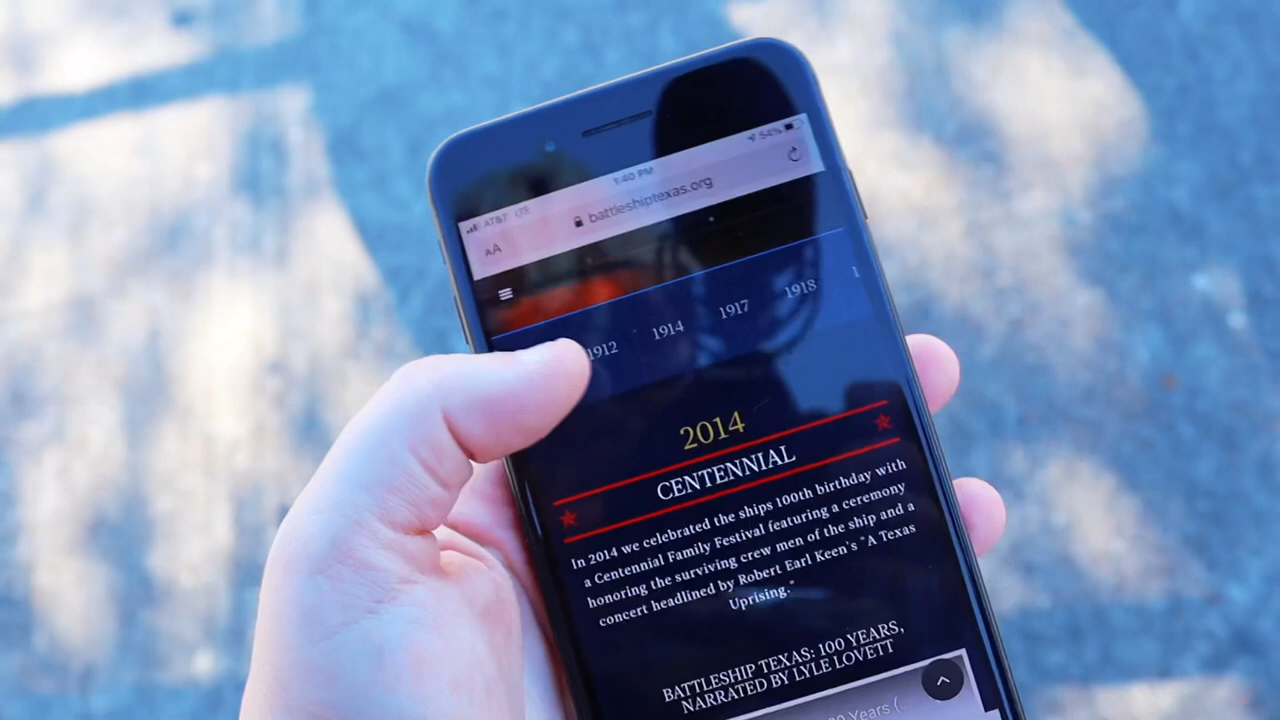 AT&T LTE 1:40 PM 54%
AA battleshiptexas.org
1912 1914 1917 1918 1
2014
CENTENNIAL
In 2014 we celebrated the ships 100th birthday with
a Centennial Family Festival featuring a ceremony
honoring the surviving crew men of the ship and a
concert headlined by Robert Earl Keen's "A Texas
Uprising."
BATTLESHIP TEXAS: 100 YEARS,
NARRATED BY LYLE LOVETT
Years (